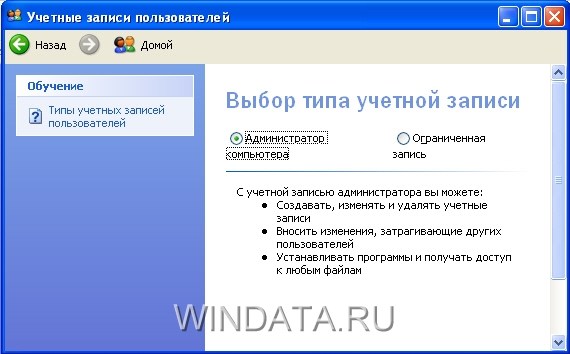 Учетные записи пользователей
Назад
Домой
Обучение
Типы учетных записей
пользователей
Выбор типа учетной записи
Администратор
компьютера
Ограниченная
запись
С учетной записью администратора вы можете:
• Создавать, изменять и удалять учетные
записи
• Вносить изменения, затрагивающие других
пользователей
• Устанавливать программы и получать доступ
к любым файлам
WINDATA.RU